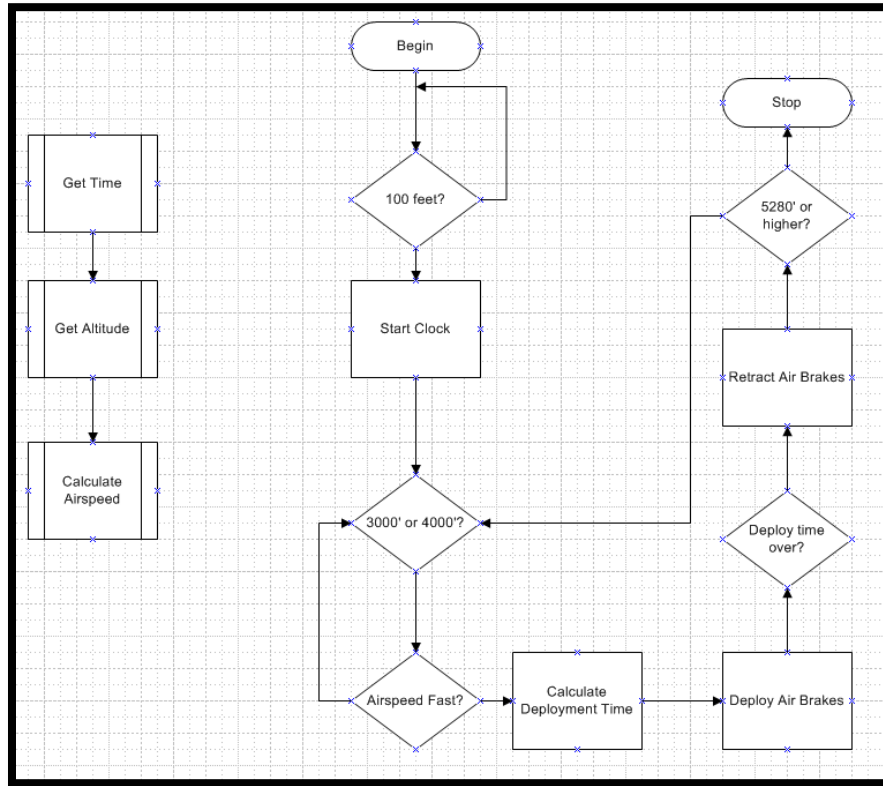 Begin
100 feet?
Start Clock
3000' or 4000'?
Airspeed Fast?
Calculate
Deployment Time
Deploy Air Brakes
Deploy time
over?
Retract Air Brakes
5280' or
higher?
Stop
Get Time
Get Altitude
Calculate
Airspeed